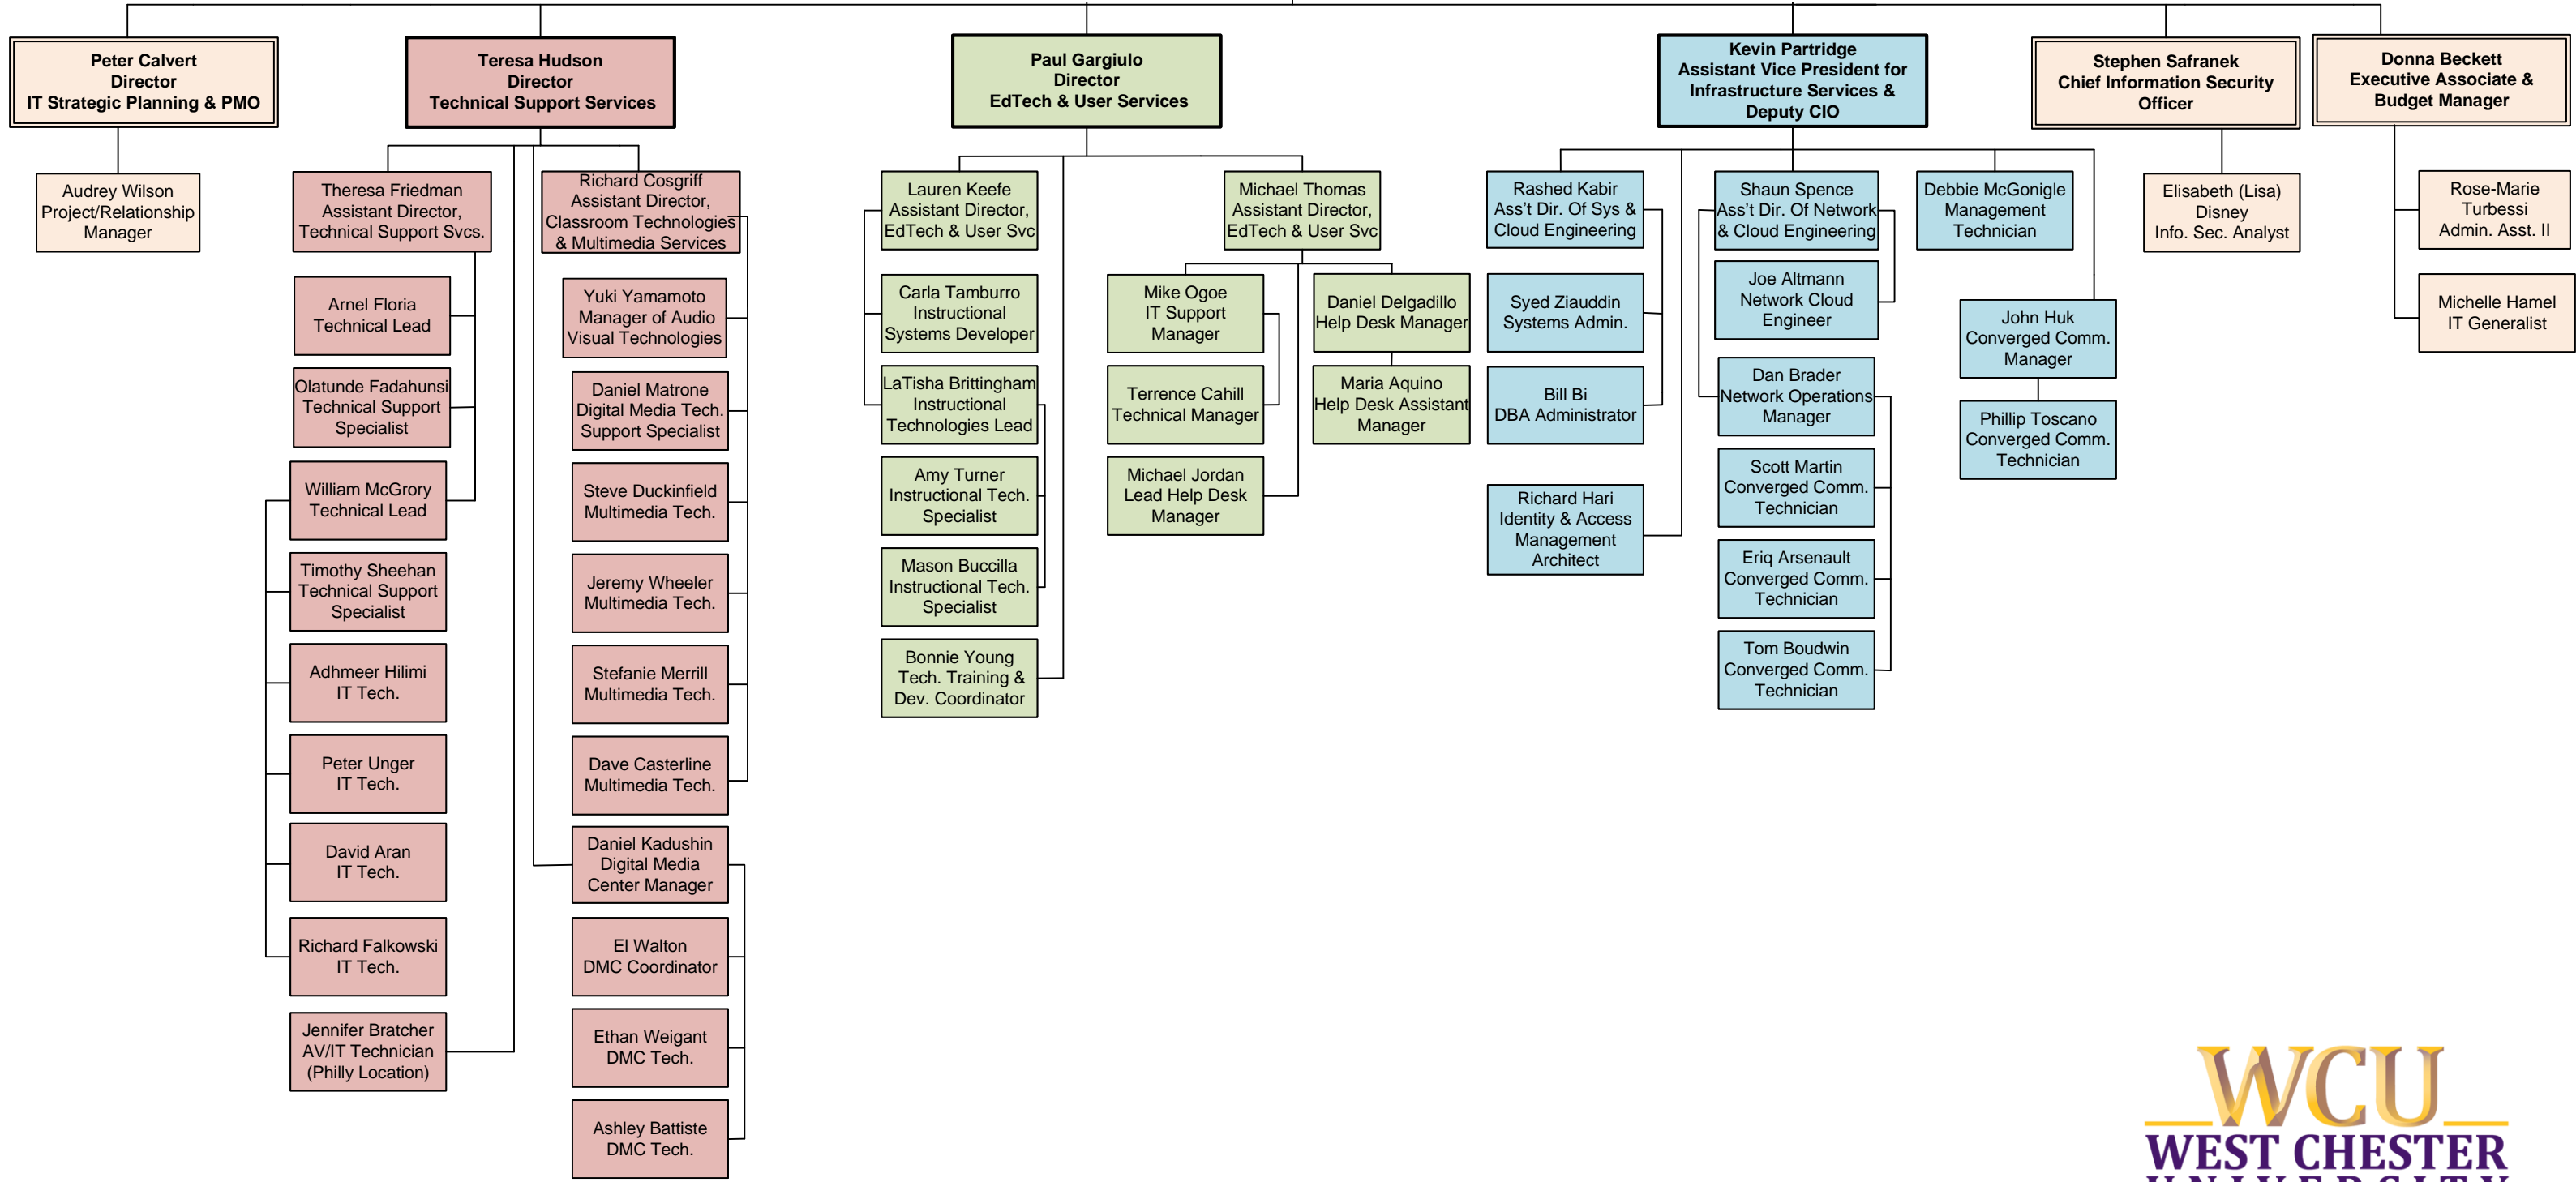 Peter Calvert
Director
IT Strategic Planning & PMO
Teresa Hudson
Director
Technical Support Services
Paul Gargiulo
Director
EdTech & User Services
Kevin Partridge
Assistant Vice President for
Infrastructure Services &
Deputy CIO
Stephen Safranek
Chief Information Security
Officer
Donna Beckett
Executive Associate &
Budget Manager
Audrey Wilson
Project/Relationship
Manager
Theresa Friedman
Assistant Director,
Technical Support Svcs.
Arnel Floria
Technical Lead
Olatunde Fadahunsi
Technical Support
Specialist
William McGrory
Technical Lead
Timothy Sheehan
Technical Support
Specialist
Adhmeer Hilimi
IT Tech.
Peter Unger
IT Tech.
David Aran
IT Tech.
Richard Falkowski
IT Tech.
Jennifer Bratcher
AV/IT Technician
(Philly Location)
Richard Cosgriff
Assistant Director,
Classroom Technologies
& Multimedia Services
Yuki Yamamoto
Manager of Audio
Visual Technologies
Daniel Matrone
Digital Media Tech.
Support Specialist
Steve Duckinfield
Multimedia Tech.
Jeremy Wheeler
Multimedia Tech.
Stefanie Merrill
Multimedia Tech.
Dave Casterline
Multimedia Tech.
Daniel Kadushin
Digital Media
Center Manager
El Walton
DMC Coordinator
Ethan Weigant
DMC Tech.
Ashley Battiste
DMC Tech.
Lauren Keefe
Assistant Director,
EdTech & User Svc
Carla Tamburro
Instructional
Systems Developer
LaTisha Brittingham
Instructional
Technologies Lead
Amy Turner
Instructional Tech.
Specialist
Mason Buccilla
Instructional Tech.
Specialist
Bonnie Young
Tech. Training &
Dev. Coordinator
Michael Thomas
Assistant Director,
EdTech & User Svc
Mike Ogoe
IT Support
Manager
Terrence Cahill
Technical Manager
Michael Jordan
Lead Help Desk
Manager
Daniel Delgadillo
Help Desk Manager
Maria Aquino
Help Desk Assistant
Manager
Rashed Kabir
Ass't Dir. Of Sys &
Cloud Engineering
Syed Ziauddin
Systems Admin.
Bill Bi
DBA Administrator
Richard Hari
Identity & Access
Management
Architect
Shaun Spence
Ass't Dir. Of Network
& Cloud Engineering
Joe Altmann
Network Cloud
Engineer
Dan Brader
Network Operations
Manager
Scott Martin
Converged Comm.
Technician
Eriq Arsenault
Converged Comm.
Technician
Tom Boudwin
Converged Comm.
Technician
Debbie McGonigle
Management
Technician
John Huk
Converged Comm.
Manager
Phillip Toscano
Converged Comm.
Technician
Elisabeth (Lisa)
Disney
Info. Sec. Analyst
Rose-Marie
Turbessi
Admin. Asst. II
Michelle Hamel
IT Generalist
WCU
WEST CHESTER
UNIVERSITY